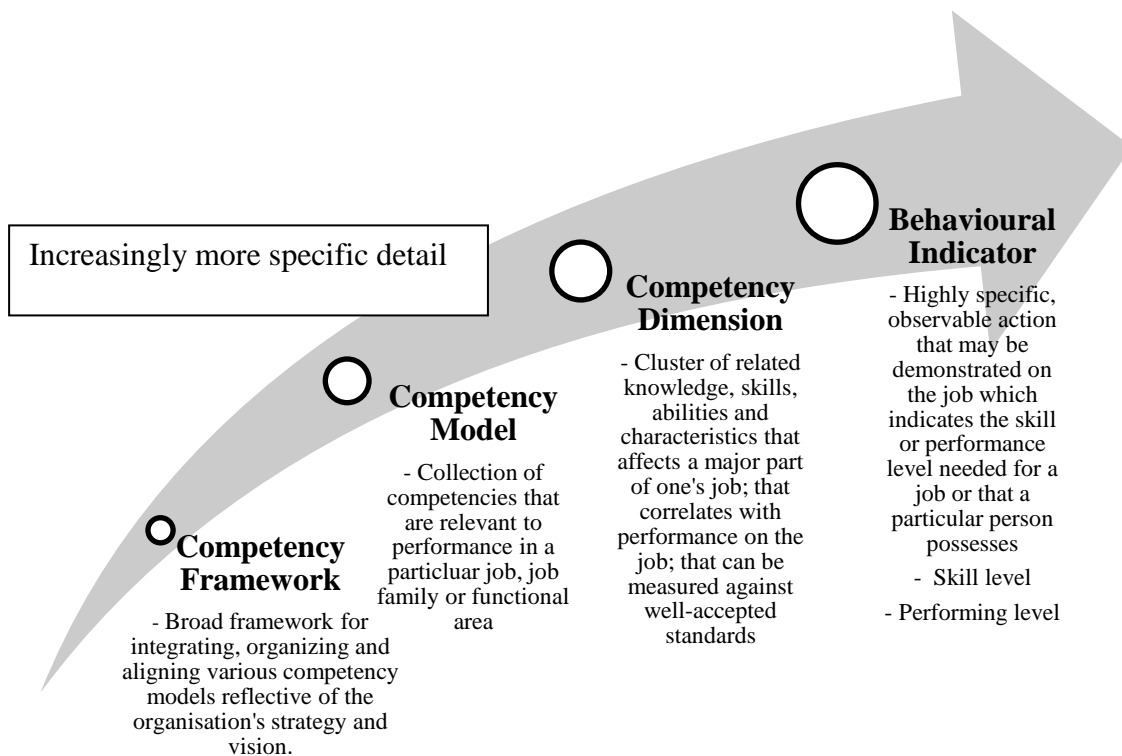 Increasingly more specific detail
Competency
Framework
- Broad framework for
integrating, organizing and
aligning various competency
models reflective of the
organisation's strategy and
vision.
Competency
Model
- Collection of
competencies that
are relevant to
performance in a
particluar job, job
family or functional
area
Competency
Dimension
- Cluster of related
knowledge, skills,
abilities and
characteristics that
affects a major part
of one's job; that
correlates with
performance on the
job; that can be
measured against
well-accepted
standards
Behavioural
Indicator
- Highly specific,
observable action
that may be
demonstrated on
the job which
indicates the skill
or performance
level needed for a
job or that a
particular person
possesses
- Skill level
- Performing level